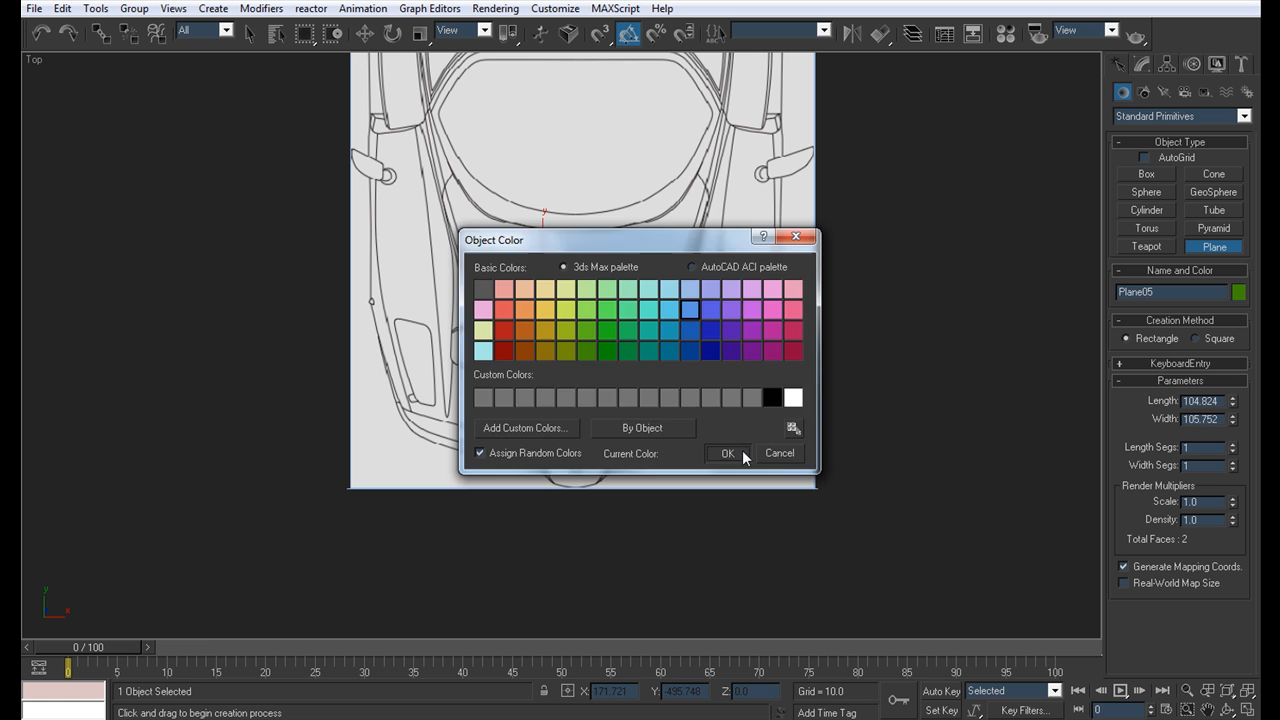 File Edit Tools Group Views Create Modifiers reactor Animation Graph Editors Rendering Customize MAXScript Help
All View View
Top
Standard Primitives
- Object Type
AutoGrid
Box Cone
Sphere GeoSphere
Cylinder Tube
Torus Pyramid
Teapot Plane
- Name and Color
Plane05
- Creation Method
Rectangle Square
+ KeyboardEntry
- Parameters
Length: 104.824
Width: 105.752
Length Segs: 1
Width Segs: 1
Render Multipliers
Scale: 1.0
Density: 1.0
Total Faces : 2
Generate Mapping Coords.
Real-World Map Size
y
Object Color
?
Basic Colors: 3ds Max palette AutoCAD ACI palette
Custom Colors:
Add Custom Colors... By Object
Assign Random Colors Current Color: OK Cancel
y
x
< 0 / 100 >
0 5 10 15 20 25 30 35 40 45 50 55 60 65 70 75 80 85 90 95 100
1 Object Selected X: 171.721 Y: -495.748 Z: 0.0 Grid = 10.0 Auto Key Selected
Click and drag to begin creation process Add Time Tag Set Key Key Filters... 0